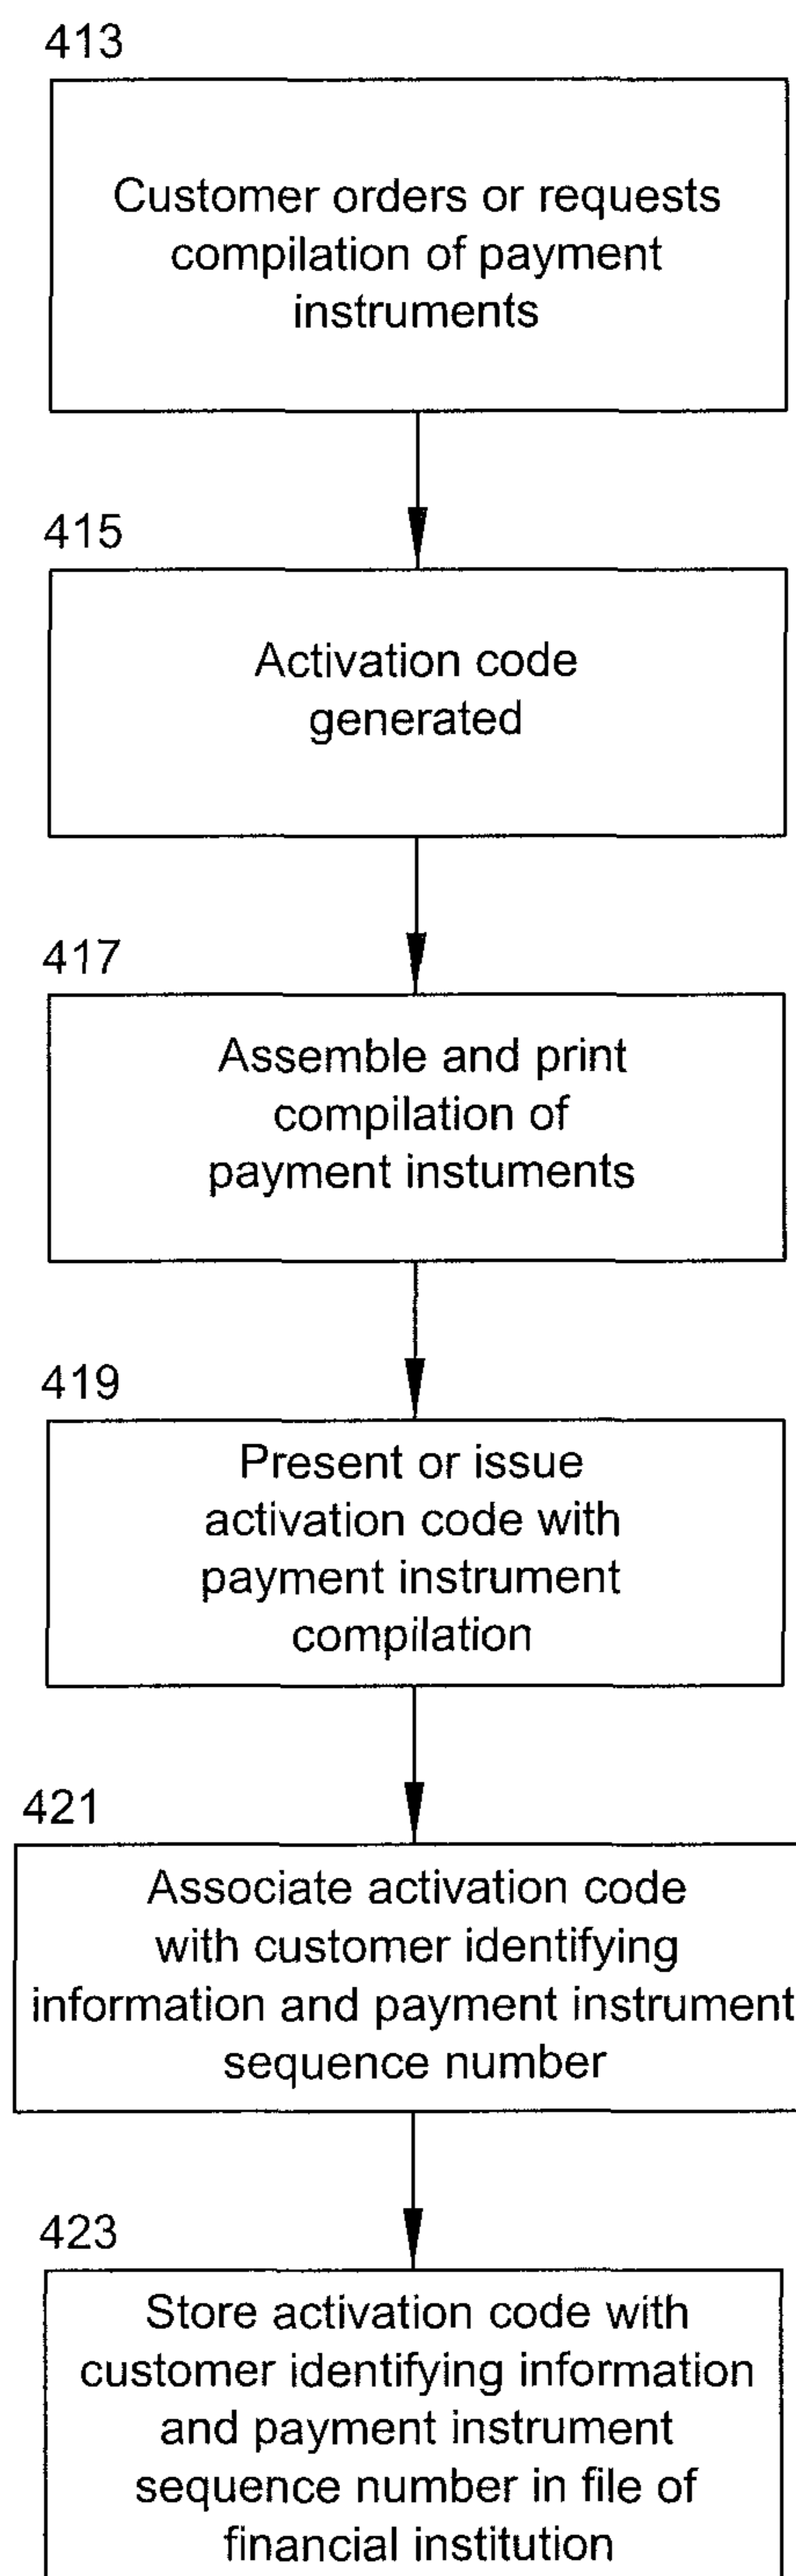 413
Customer orders or requests
compilation of payment
instruments
415
Activation code
generated
417
Assemble and print
compilation of
payment instuments
419
Present or issue
activation code with
payment instrument
compilation
421
Associate activation code
with customer identifying
information and payment instrument
sequence number
423
Store activation code with
customer identifying information
and payment instrument
sequence number in file of
financial institution